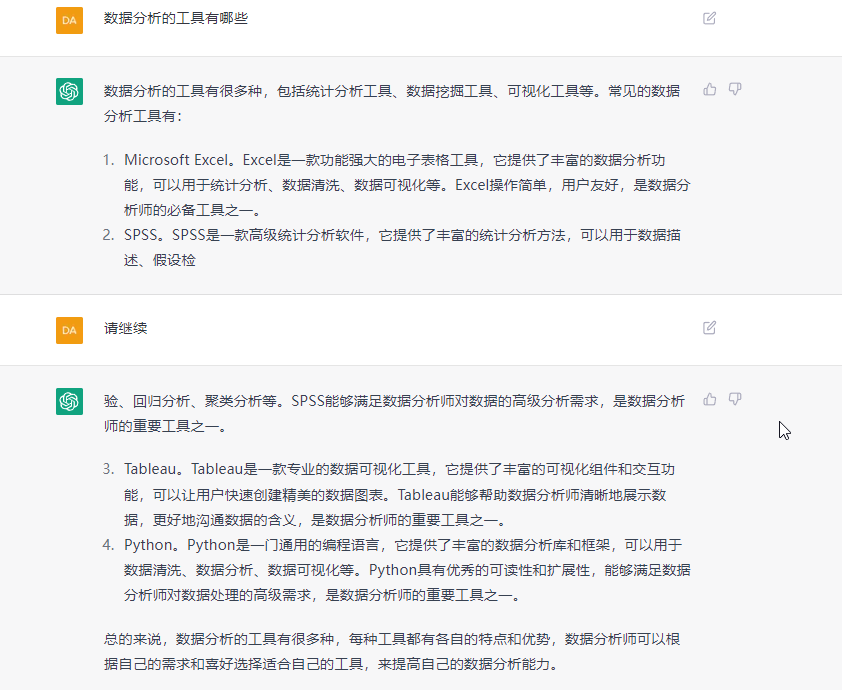 DA 数据分析的工具有哪些
数据分析的工具有很多种，包括统计分析工具、数据挖掘工具、可视化工具等。常见的数据
分析工具有：
1. Microsoft Excel。Excel是一款功能强大的电子表格工具，它提供了丰富的数据分析功
能，可以用于统计分析、数据清洗、数据可视化等。Excel操作简单，用户友好，是数据分
析师的必备工具之一。
2. SPSS。SPSS是一款高级统计分析软件，它提供了丰富的统计分析方法，可以用于数据描
述、假设检
DA 请继续
验、回归分析、聚类分析等。SPSS能够满足数据分析师对数据的高级分析需求，是数据分析
师的重要工具之一。
3. Tableau。Tableau是一款专业的数据可视化工具，它提供了丰富的可视化组件和交互功
能，可以让用户快速创建精美的数据图表。Tableau能够帮助数据分析师清晰地展示数
据，更好地沟通数据的含义，是数据分析师的重要工具之一。
4. Python。Python是一门通用的编程语言，它提供了丰富的数据分析库和框架，可以用于
数据清洗、数据分析、数据可视化等。Python具有优秀的可读性和扩展性，能够满足数据
分析师对数据处理的高级需求，是数据分析师的重要工具之一。
总的来说，数据分析的工具有很多种，每种工具都有各自的特点和优势，数据分析师可以根
据自己的需求和喜好选择适合自己的工具，来提高自己的数据分析能力。